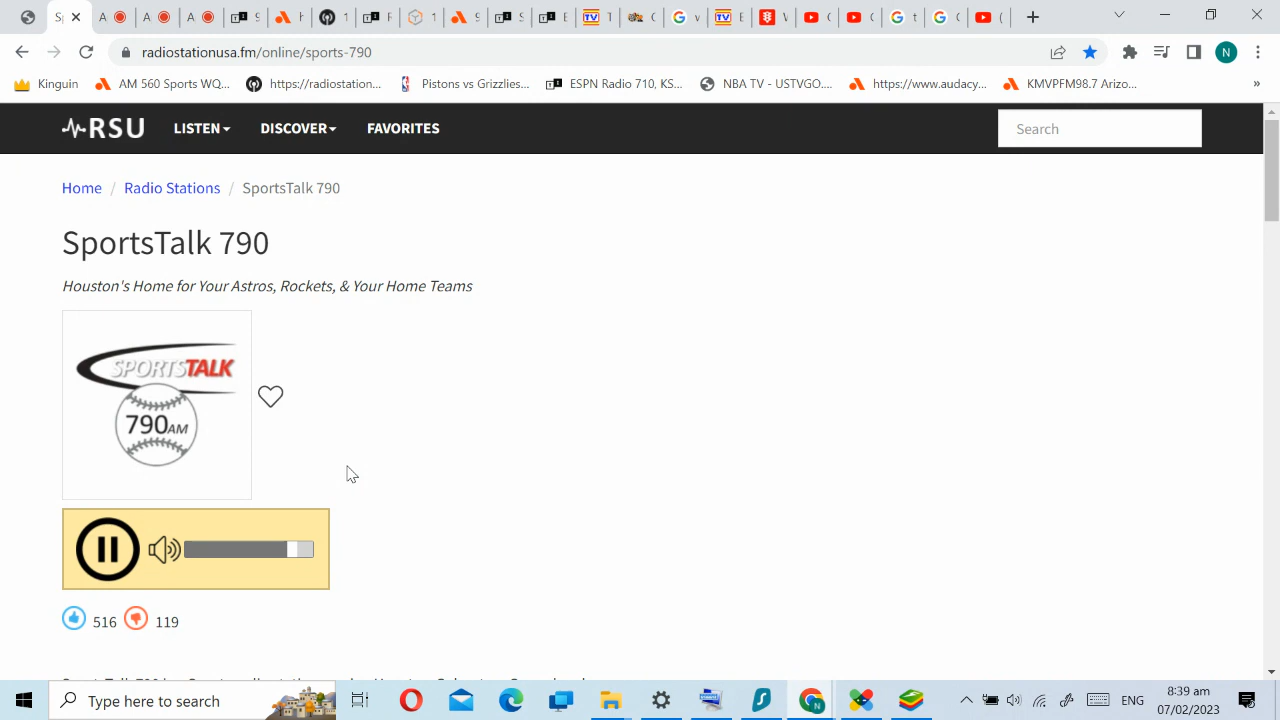 S
A
A
h
T
F
T
9
S
E
T
C
v
E
V
C
C
t
C
(
radiostationusa.fm/online/sports-790
N
Kinguin
AM 560 Sports WQ...
https://radiostation...
Pistons vs Grizzlies...
ESPN Radio 710, KS...
NBA TV - USTVGO....
https://www.audacy...
KMVPFM98.7 Arizo...
»
RSU
LISTEN
DISCOVER
FAVORITES
Search
Home / Radio Stations / SportsTalk 790
SportsTalk 790
Houston's Home for Your Astros, Rockets, & Your Home Teams
SPORTSTALK
790AM
516
119
Type here to search
ENG
8:39 am
07/02/2023